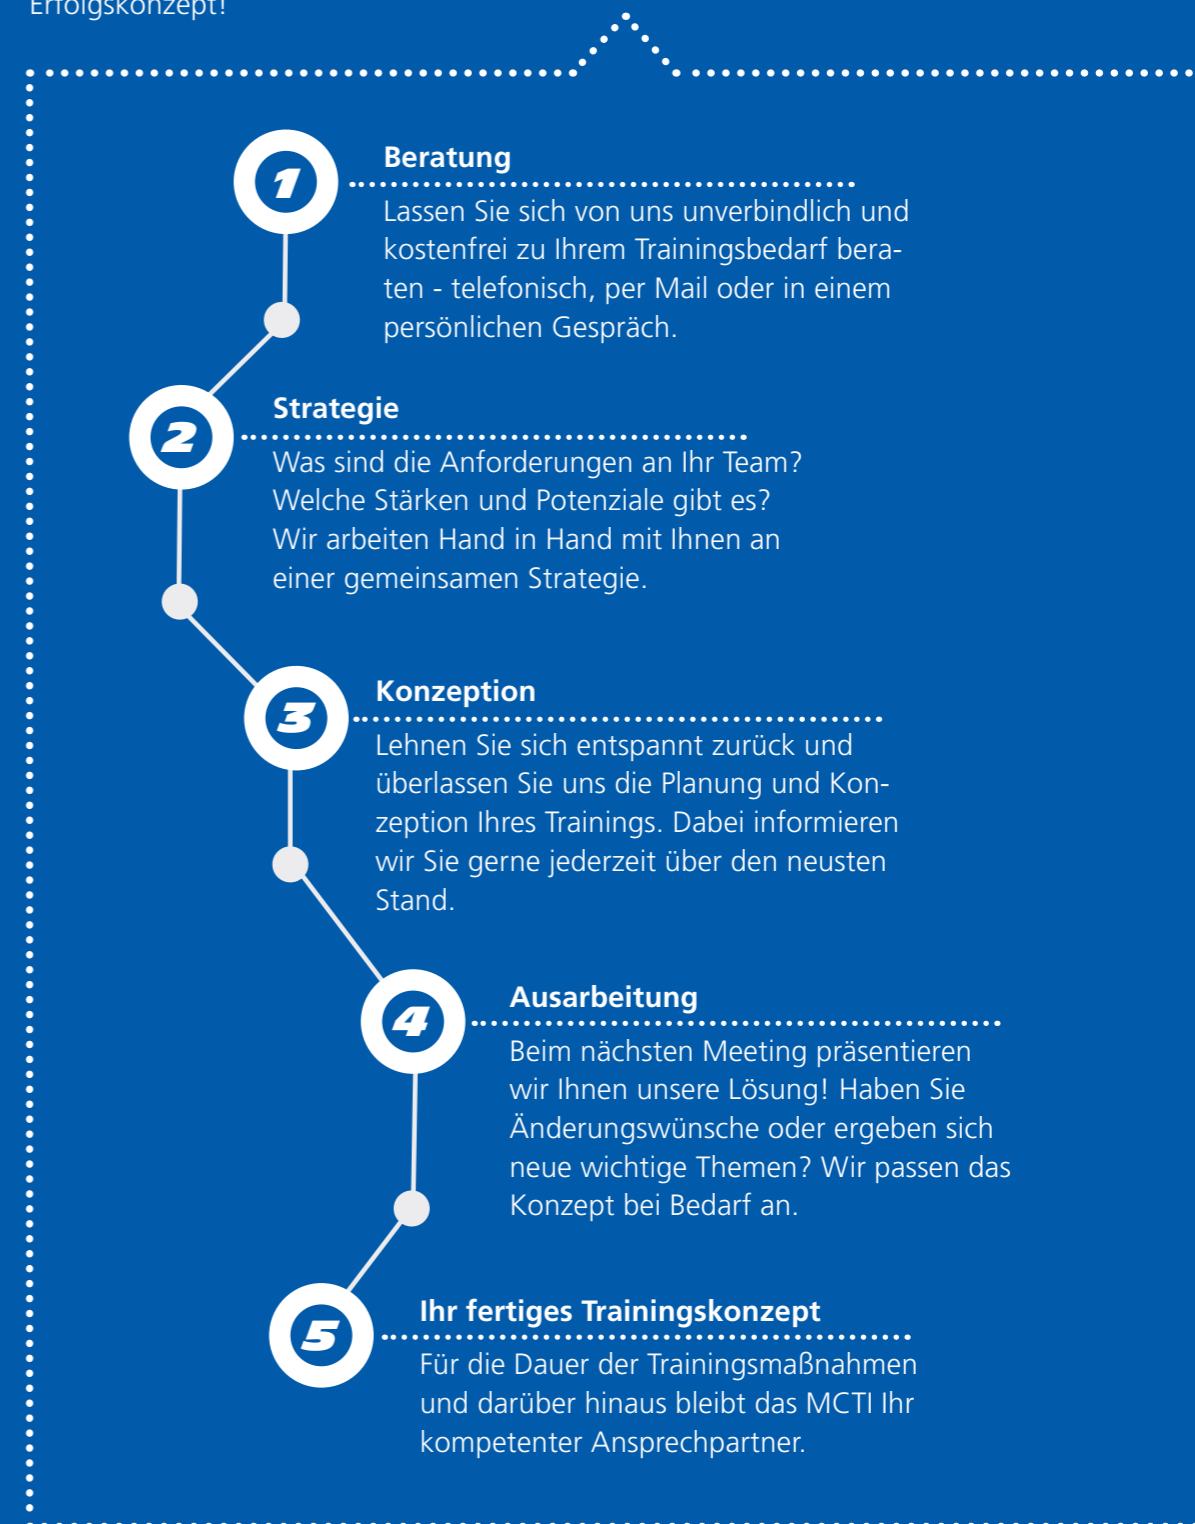 Erfolgskonzept!
1
Beratung
Lassen Sie sich von uns unverbindlich und
kostenfrei zu Ihrem Trainingsbedarf bera-
ten - telefonisch, per Mail oder in einem
persönlichen Gespräch.
2
Strategie
Was sind die Anforderungen an Ihr Team?
Welche Stärken und Potenziale gibt es?
Wir arbeiten Hand in Hand mit Ihnen an
einer gemeinsamen Strategie.
3
Konzeption
Lehnen Sie sich entspannt zurück und
überlassen Sie uns die Planung und Kon-
zeption Ihres Trainings. Dabei informieren
wir Sie gerne jederzeit über den neusten
Stand.
4
Ausarbeitung
Beim nächsten Meeting präsentieren
wir Ihnen unsere Lösung! Haben Sie
Änderungswünsche oder ergeben sich
neue wichtige Themen? Wir passen das
Konzept bei Bedarf an.
5
Ihr fertiges Trainingskonzept
Für die Dauer der Trainingsmaßnahmen
und darüber hinaus bleibt das MCTI Ihr
kompetenter Ansprechpartner.